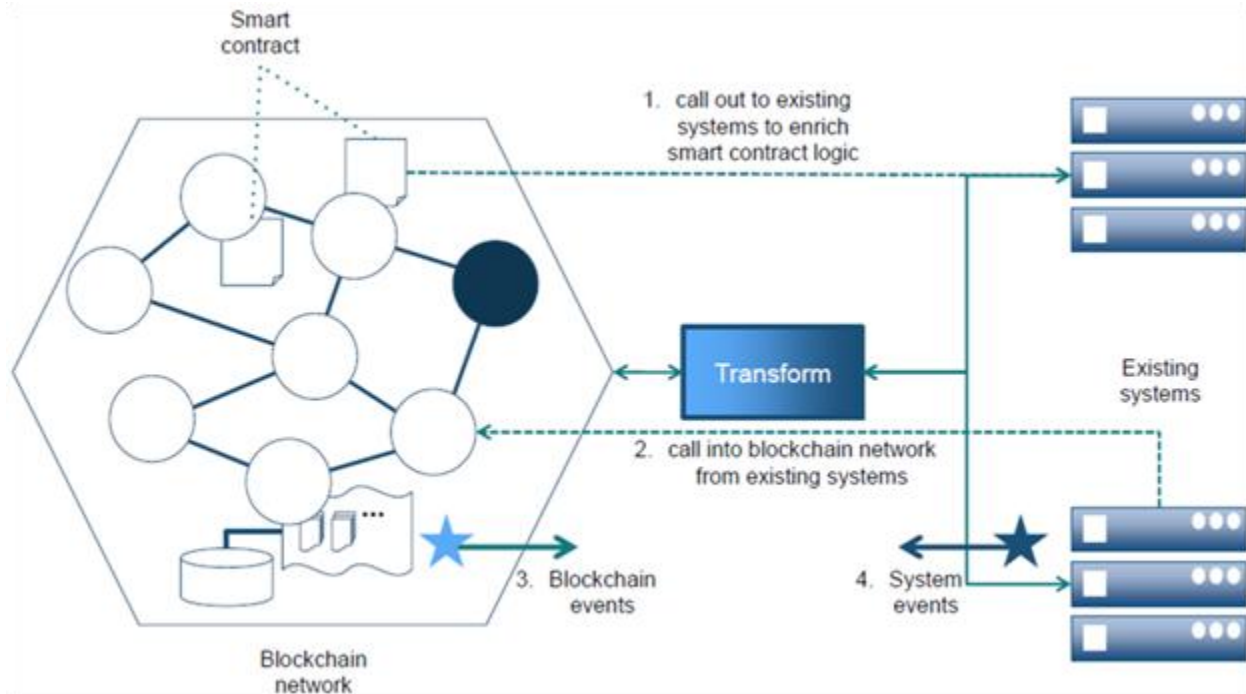 Smart
contract
1. call out to existing
systems to enrich
smart contract logic
Transform
Existing
systems
2. call into blockchain network
from existing systems
3. Blockchain
events
4. System
events
Blockchain
network